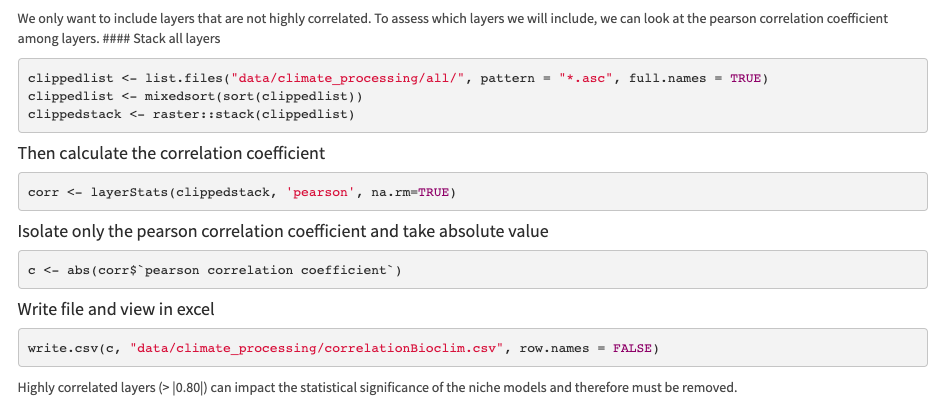 We only want to include layers that are not highly correlated. To assess which layers we will include, we can look at the pearson correlation coefficient
among layers. #### Stack all layers
clippedlist <- list.files("data/climate_processing/all/", pattern = "*.asc", full.names = TRUE)
clippedlist <- mixedsort(sort(clippedlist))
clippedstack <- raster::stack(clippedlist)
Then calculate the correlation coefficient
corr <- layerStats(clippedstack, 'pearson', na.rm=TRUE)
Isolate only the pearson correlation coefficient and take absolute value
c <- abs(corr$`pearson correlation coefficient`)
Write file and view in excel
write.csv(c, "data/climate_processing/correlationBioclim.csv", row.names = FALSE)
Highly correlated layers (> |0.80|) can impact the statistical significance of the niche models and therefore must be removed.